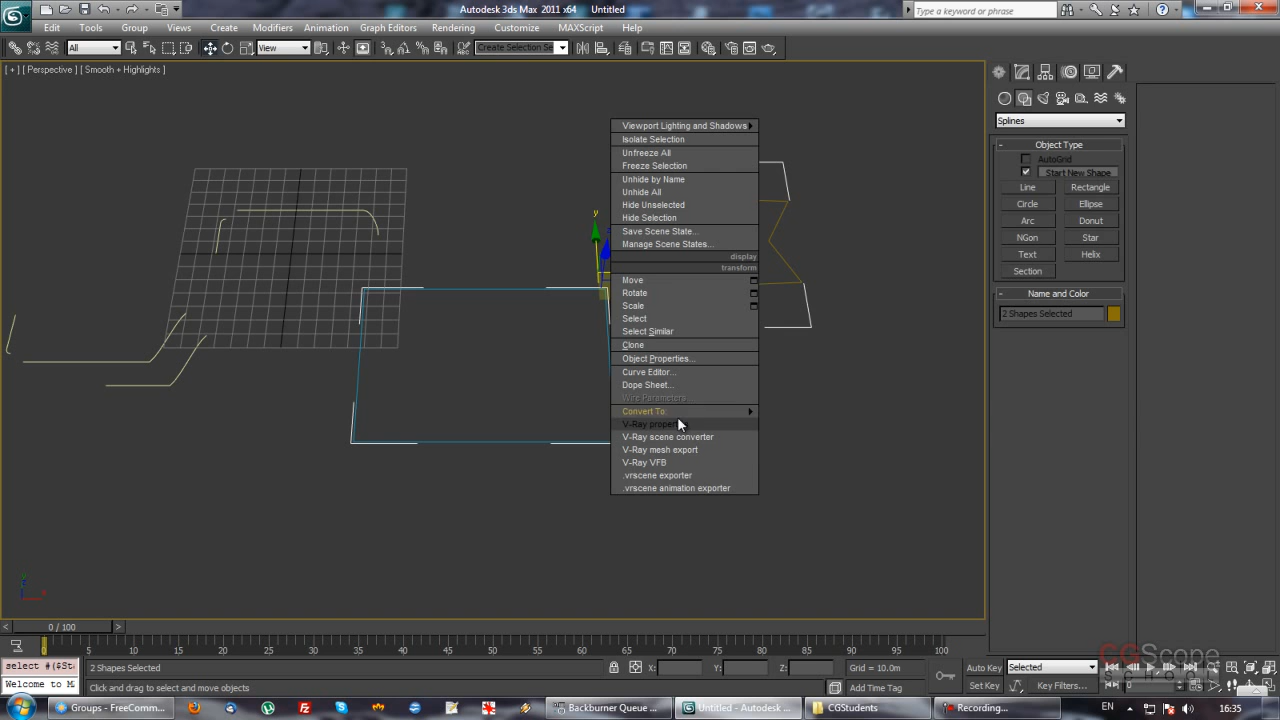 Autodesk 3ds Max 2011 x64 Untitled
Type a keyword or phrase
Edit Tools Group Views Create Modifiers Animation Graph Editors Rendering Customize MAXScript Help
All View Create Selection Se
[ + ] [ Perspective ] [ Smooth + Highlights ]
Viewport Lighting and Shadows
Isolate Selection
Unfreeze All
Freeze Selection
Unhide by Name
Unhide All
Hide Unselected
Hide Selection
Save Scene State...
Manage Scene States...
display
transform
Move
Rotate
Scale
Select
Select Similar
Clone
Object Properties...
Curve Editor...
Dope Sheet...
Wire Parameters...
Convert To:
V-Ray
V-Ray scene converter
V-Ray mesh export
V-Ray VFB
.vrscene exporter
.vrscene animation exporter
y
Splines
- Object Type
AutoGrid
Start New Shape
Line Rectangle
Circle Ellipse
Arc Donut
NGon Star
Text Helix
Section
- Name and Color
2 Shapes Selected
z
x
< 0 / 100 >
0 5 10 15 20 25 30 35 40 45 50 55 60 65 70 75 80 85 90 95 100
select #($St
2 Shapes Selected X: Y: Z: Grid = 10.0m Auto Key Selected
Welcome to M
Click and drag to select and move objects Add Time Tag Set Key Key Filters... 0
CGScope
school
Groups - FreeComm... Backburner Queue ... Untitled - Autodesk ... CGStudents Recording... EN 16:35